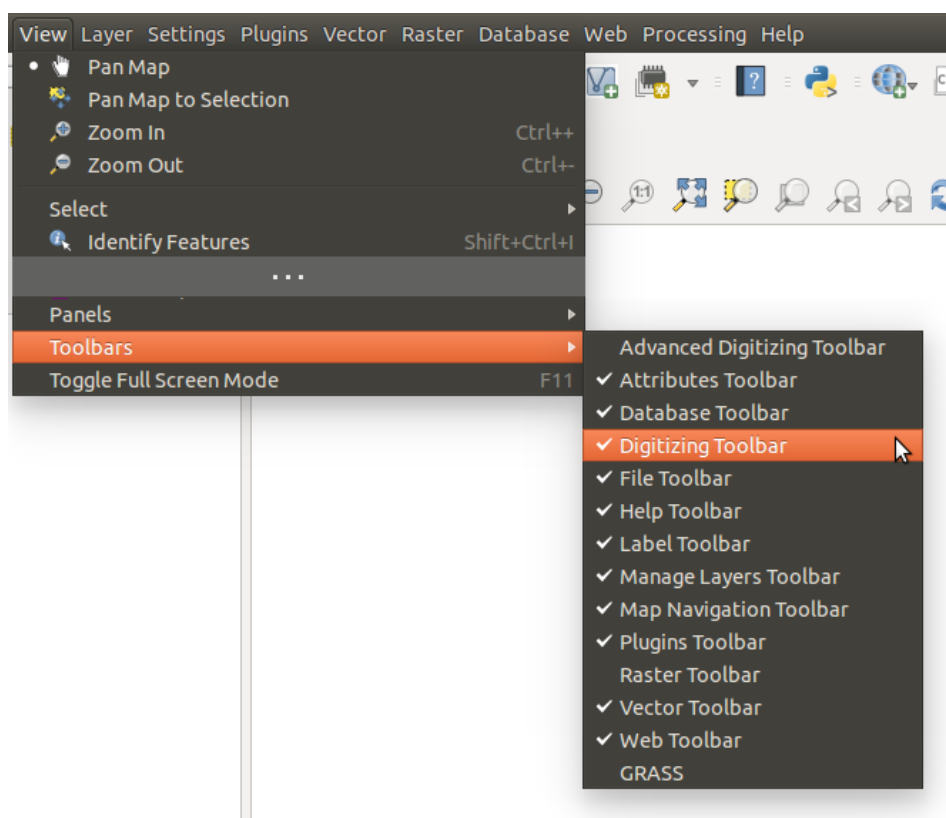 View Layer Settings Plugins Vector Raster Database Web Processing Help
Pan Map
Pan Map to Selection
Zoom In Ctrl++
Zoom Out Ctrl+-
1:1
Select
Identify Features Shift+Ctrl+I
...
Panels
Toolbars
Toggle Full Screen Mode F11
Advanced Digitizing Toolbar
Attributes Toolbar
Database Toolbar
Digitizing Toolbar
File Toolbar
Help Toolbar
Label Toolbar
Manage Layers Toolbar
Map Navigation Toolbar
Plugins Toolbar
Raster Toolbar
Vector Toolbar
Web Toolbar
GRASS